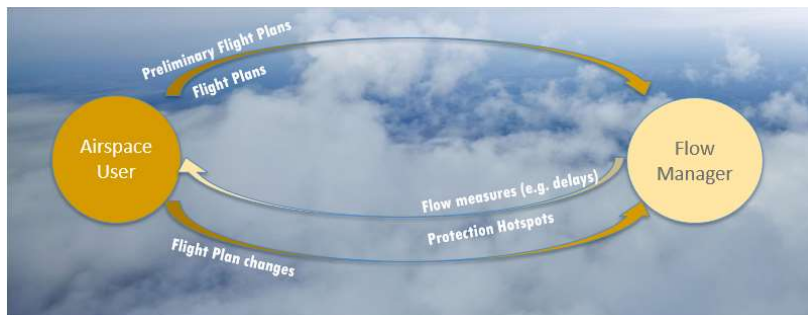 Preliminary Flight Plans
Flight Plans
Airspace
User
Flow
Manager
Flow measures (e.g. delays)
Protection Hotspots
Flight Plan changes